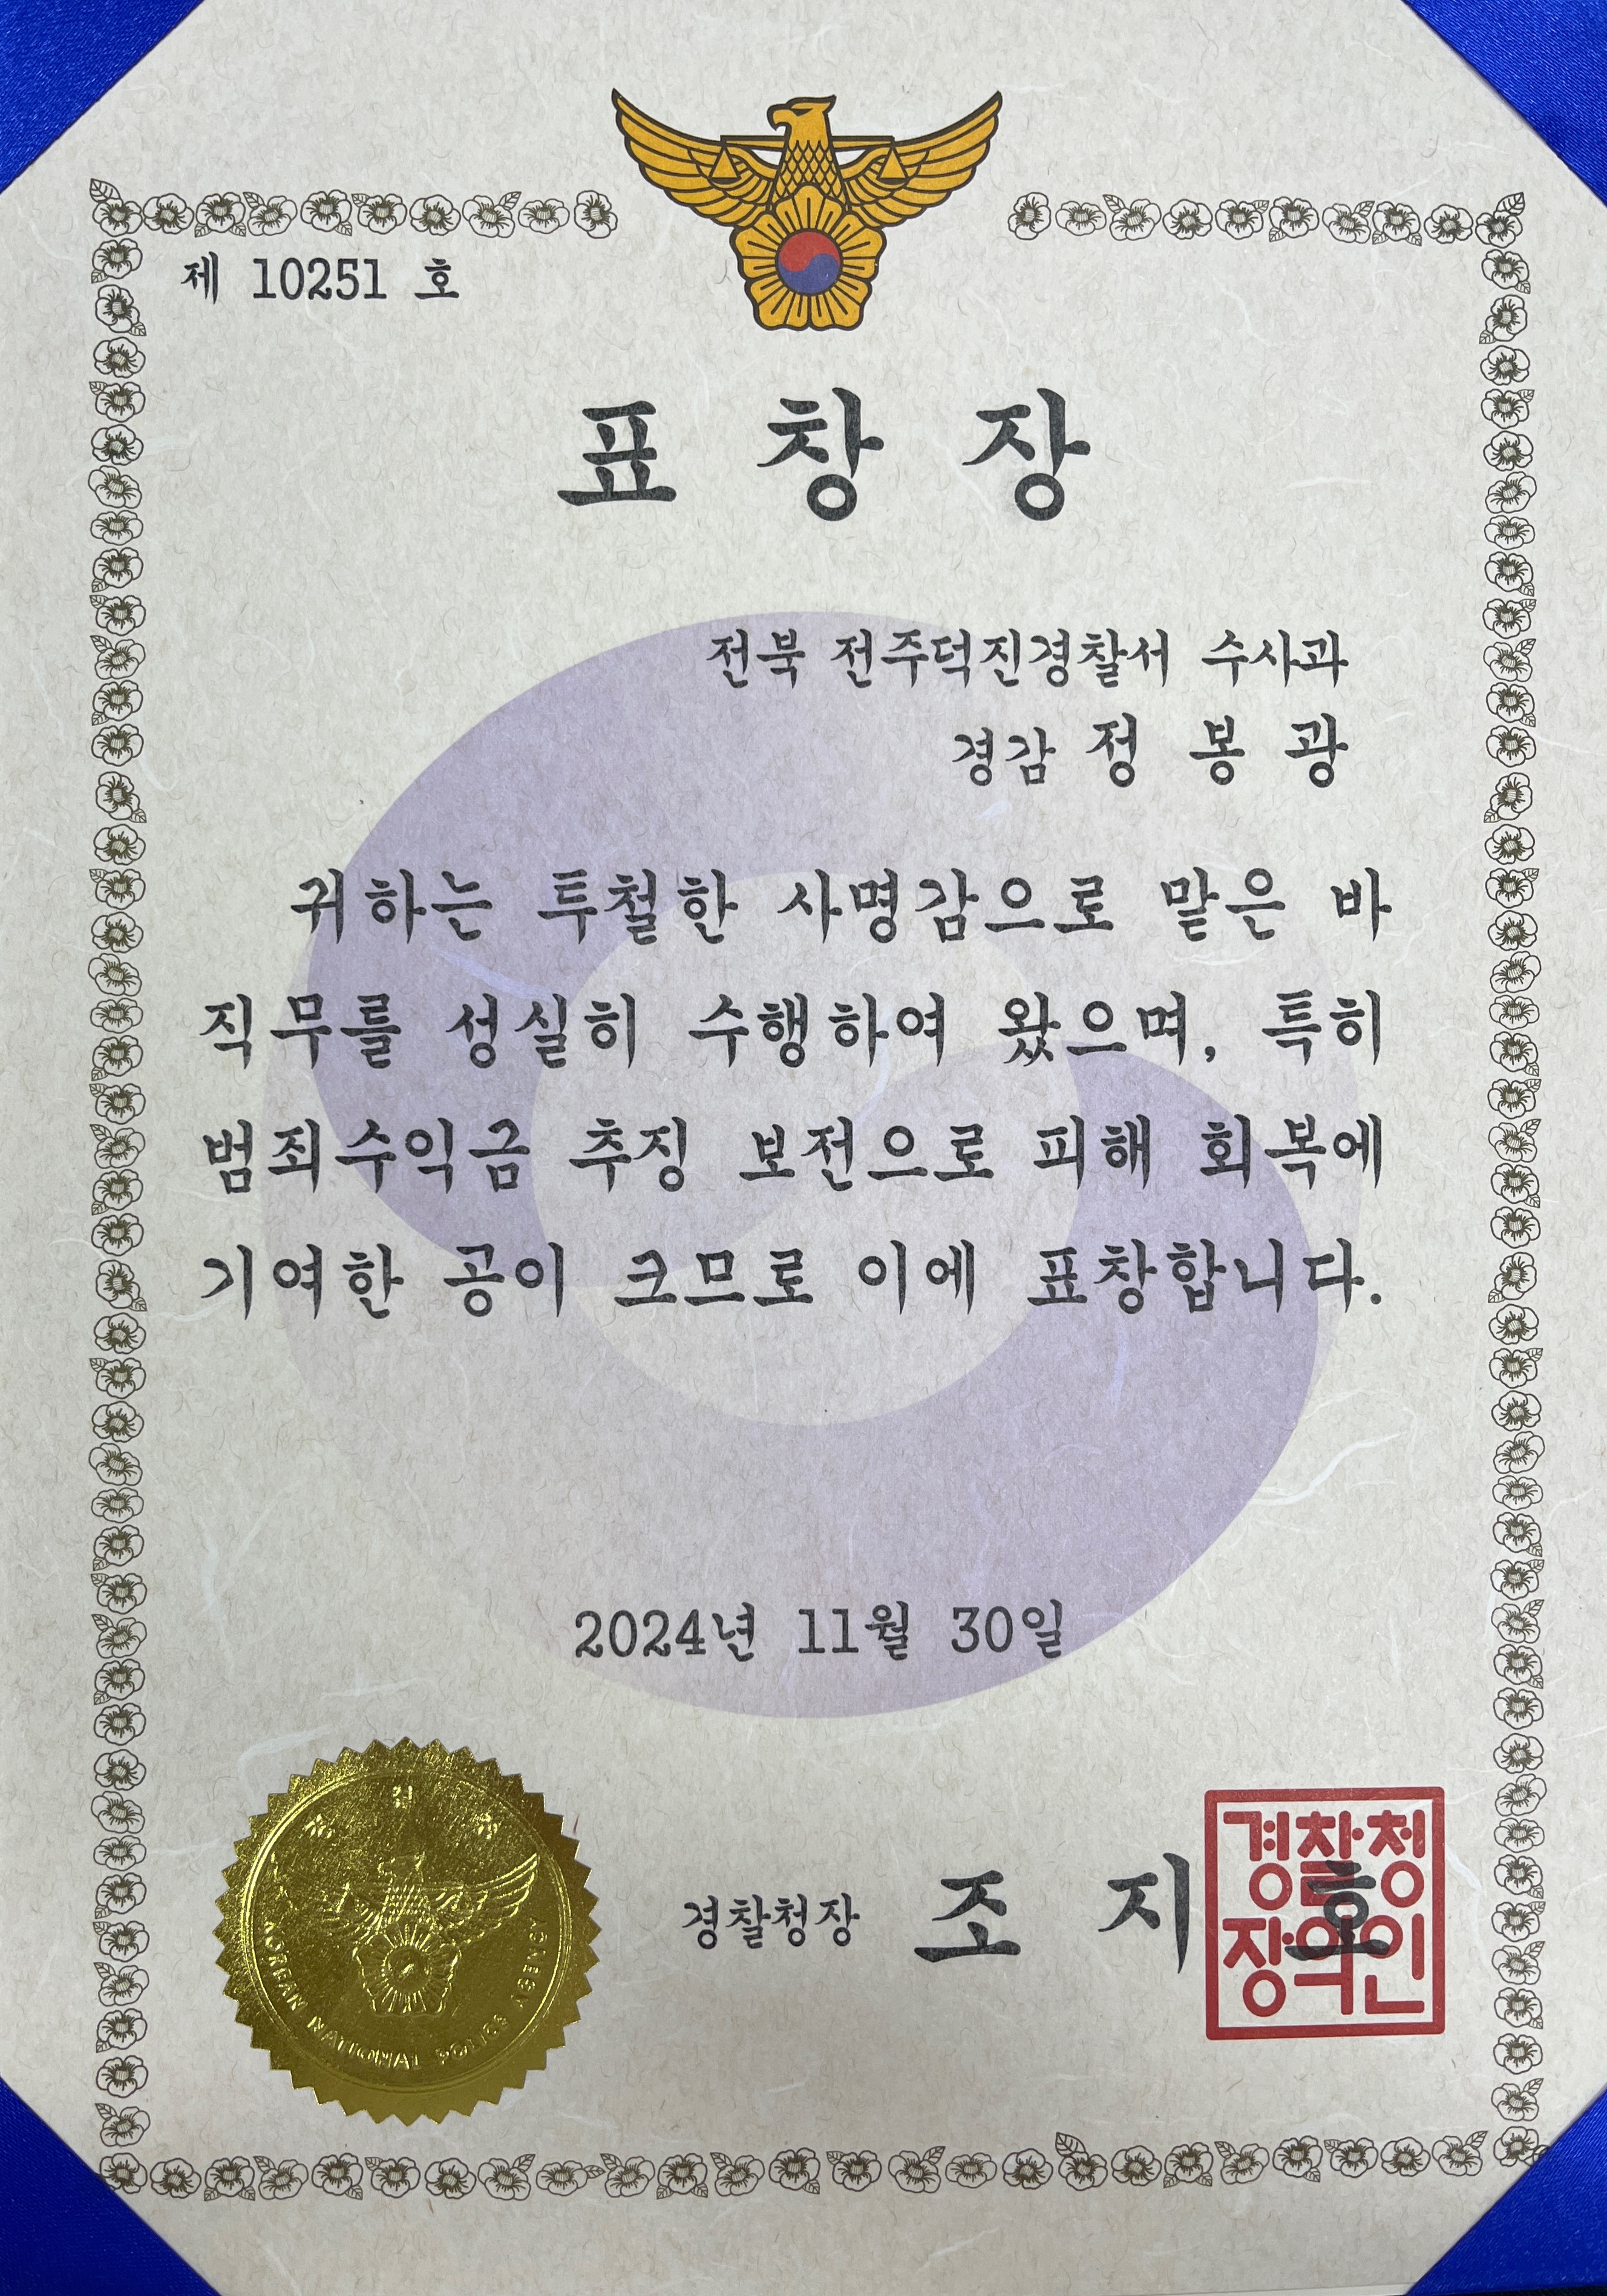 제 10251 호
표 창 장
전북 전주덕진경찰서 수사과
경감 정 봉 광
귀하는 투철한 사명감으로 맡은 바
직무를 성실히 수행하여 왔으며, 특히
범죄수익금 추징 보전으로 피해 회복에
기여한 공이 크므로 이에 표창합니다.
2024년 11월 30일
경찰청장 조 지 호
경찰청
장의인
KOREAN NATIONAL POLICE AGENCY